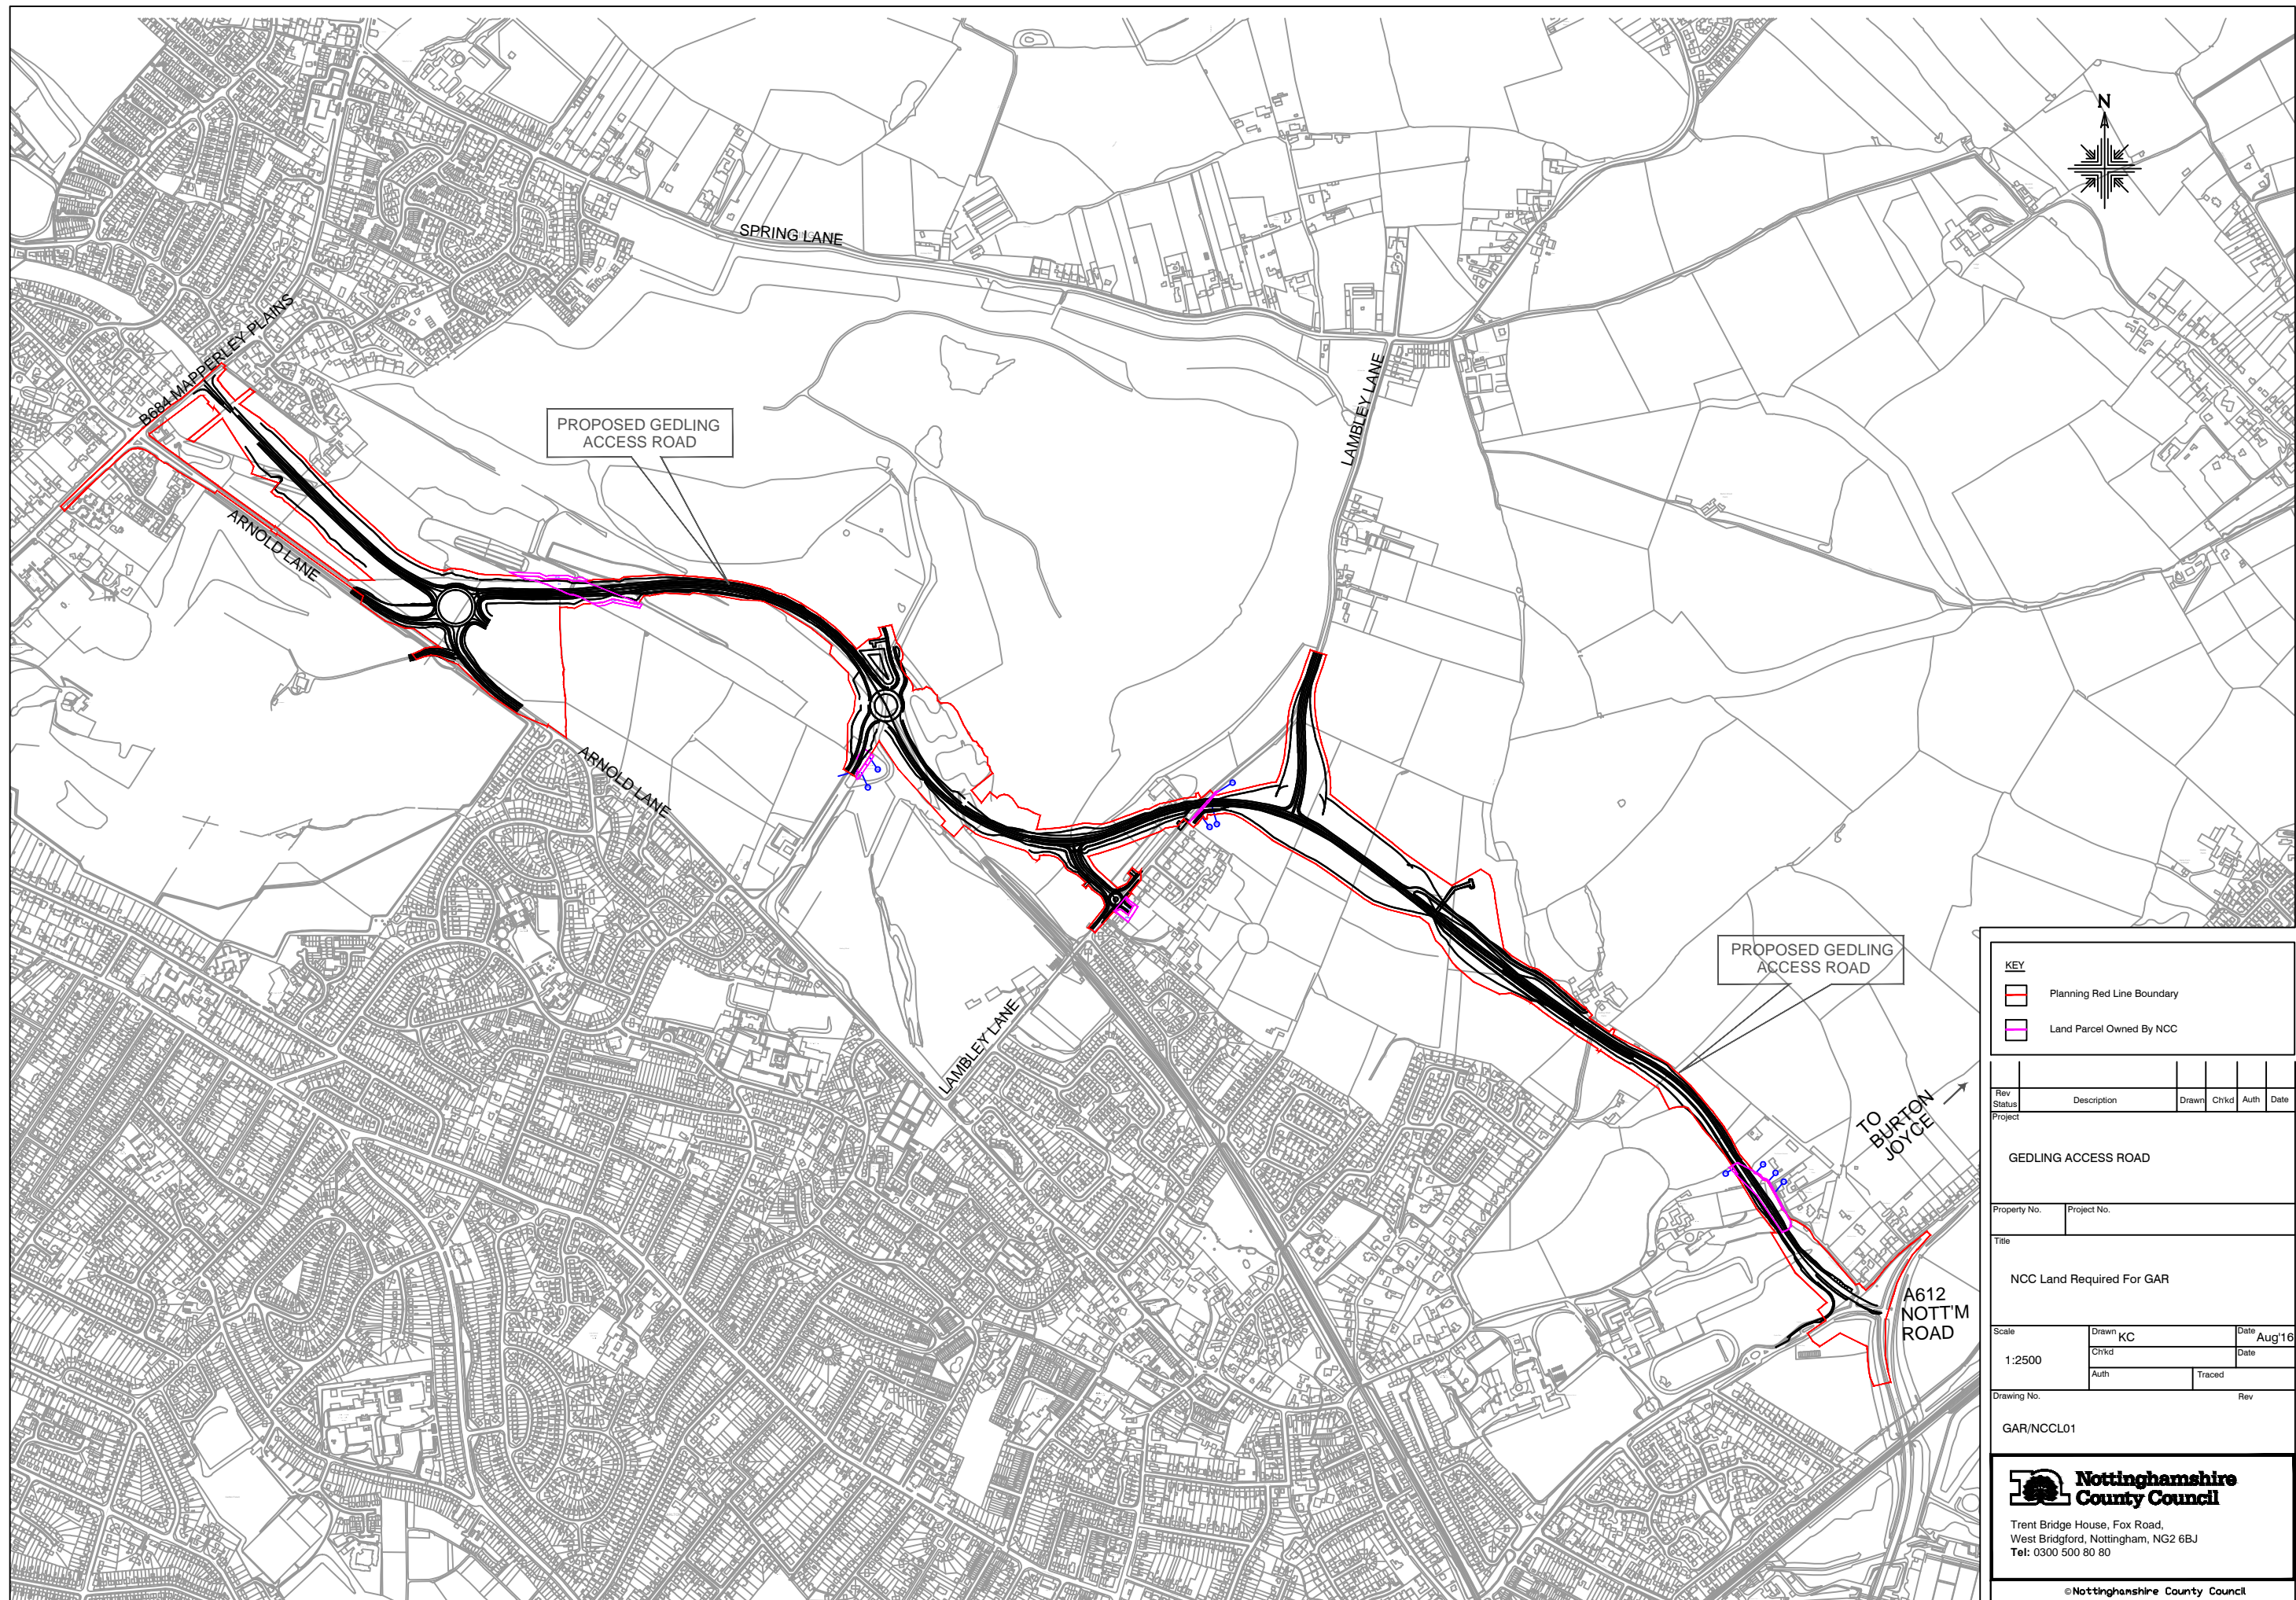 N
SPRING LANE
B684 MAPPERLEY PLAINS
PROPOSED GEDLING
ACCESS ROAD
LAMBLEY LANE
ARNOLD LANE
ARNOLD LANE
LAMBLEY LANE
PROPOSED GEDLING
ACCESS ROAD
TO
BURTON
JOYCE
A612
NOTT'M
ROAD
KEY
Planning Red Line Boundary
Land Parcel Owned By NCC
Rev
Status
Description
Drawn
Ch'kd
Auth
Date
Project
GEDLING ACCESS ROAD
Property No.
Project No.
Title
NCC Land Required For GAR
Scale
1:2500
Drawn
KC
Date
Aug'16
Ch'kd
Date
Auth
Traced
Drawing No.
Rev
GAR/NCCL01
Nottinghamshire
County Council
Trent Bridge House, Fox Road,
West Bridgford, Nottingham, NG2 6BJ
Tel: 0300 500 80 80
©Nottinghamshire County Council